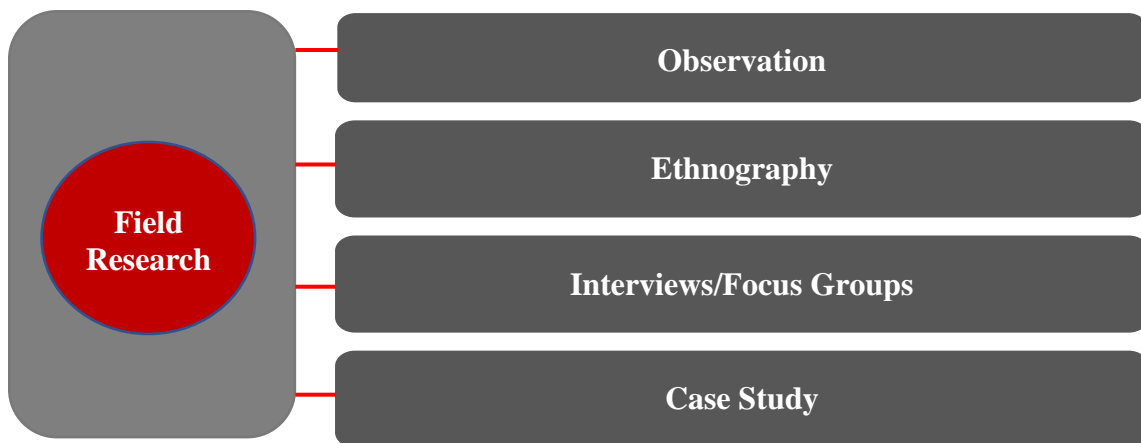 Field
Research
Observation
Ethnography
Interviews/Focus Groups
Case Study